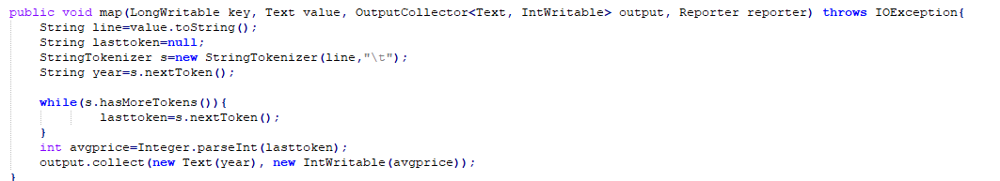 public void map(LongWritable key, Text value, OutputCollector<Text, IntWritable> output, Reporter reporter) throws IOException{
    String line=value.toString();
    String lasttoken=null;
    StringTokenizer s=new StringTokenizer(line,"\t");
    String year=s.nextToken();

    while(s.hasMoreTokens()){
            lasttoken=s.nextToken();
    }
    int avgprice=Integer.parseInt(lasttoken);
    output.collect(new Text(year), new IntWritable(avgprice));
}